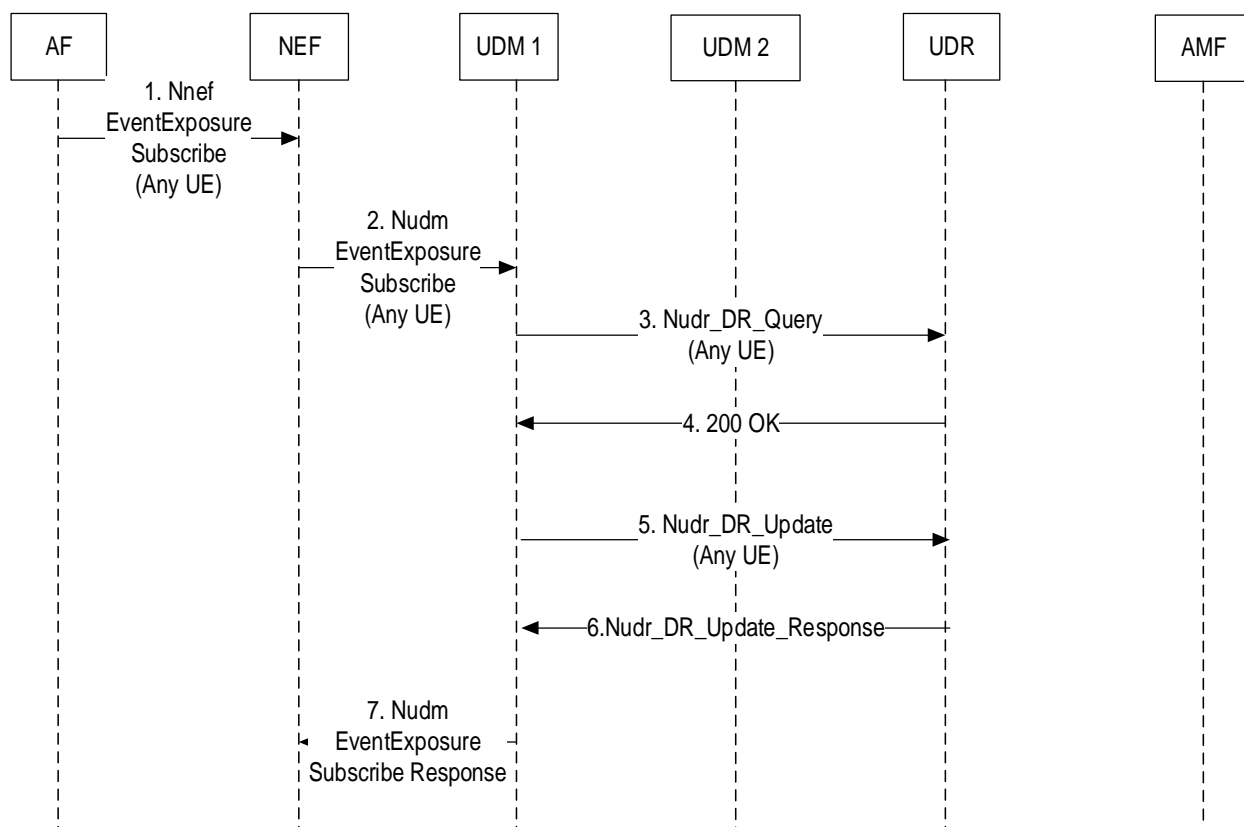 AF
NEF
UDM 1
UDM 2
UDR
AMF
1. Nnef
EventExposure
Subscribe
(Any UE)
2. Nudm
EventExposure
Subscribe
(Any UE)
3. Nudr_DR_Query
(Any UE)
4. 200 OK
5. Nudr_DR_Update
(Any UE)
6.Nudr_DR_Update_Response
7. Nudm
EventExposure
Subscribe Response